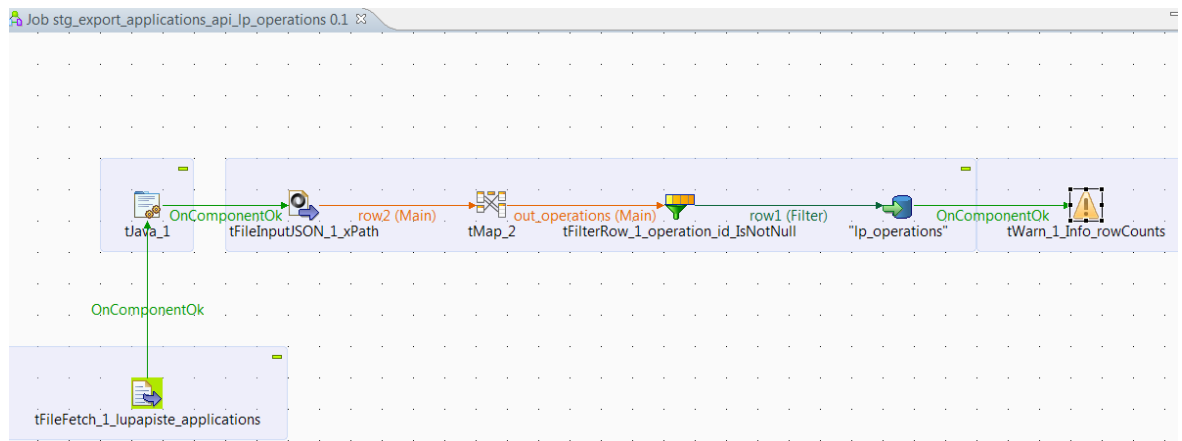 Job stg_export_applications_api_lp_operations 0.1
OnComponentOk row2 (Main) out_operations (Main) row1 (Filter) OnComponentOk
tJava_1 tFileInputJSON_1_xPath tMap_2 tFilterRow_1_operation_id_IsNotNull "lp_operations" tWarn_1_Info_rowCounts
OnComponentOk
tFileFetch_1_lupapiste_applications